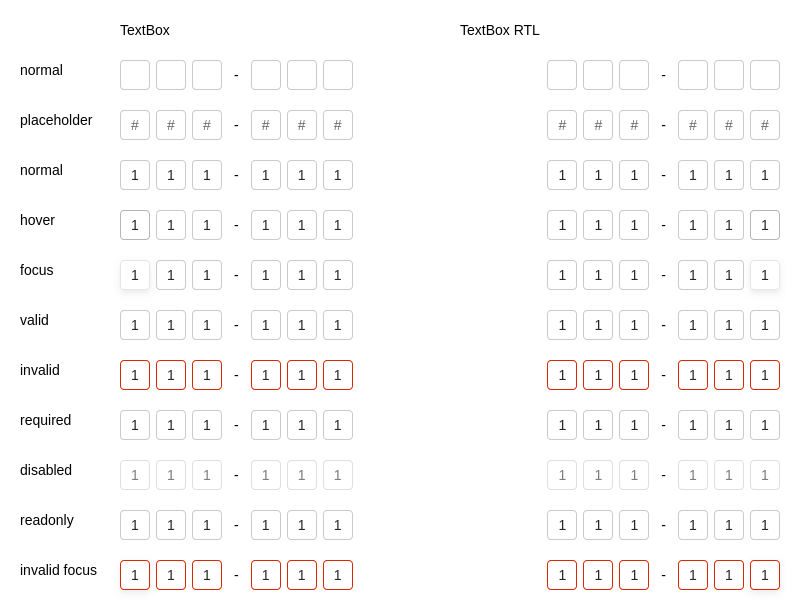 TextBox TextBox RTL
normal - -
placeholder # # # - # # # # # # - # # #
normal 1 1 1 - 1 1 1 1 1 1 - 1 1 1
hover 1 1 1 - 1 1 1 1 1 1 - 1 1 1
focus 1 1 1 - 1 1 1 1 1 1 - 1 1 1
valid 1 1 1 - 1 1 1 1 1 1 - 1 1 1
invalid 1 1 1 - 1 1 1 1 1 1 - 1 1 1
required 1 1 1 - 1 1 1 1 1 1 - 1 1 1
disabled 1 1 1 - 1 1 1 1 1 1 - 1 1 1
readonly 1 1 1 - 1 1 1 1 1 1 - 1 1 1
invalid focus 1 1 1 - 1 1 1 1 1 1 - 1 1 1